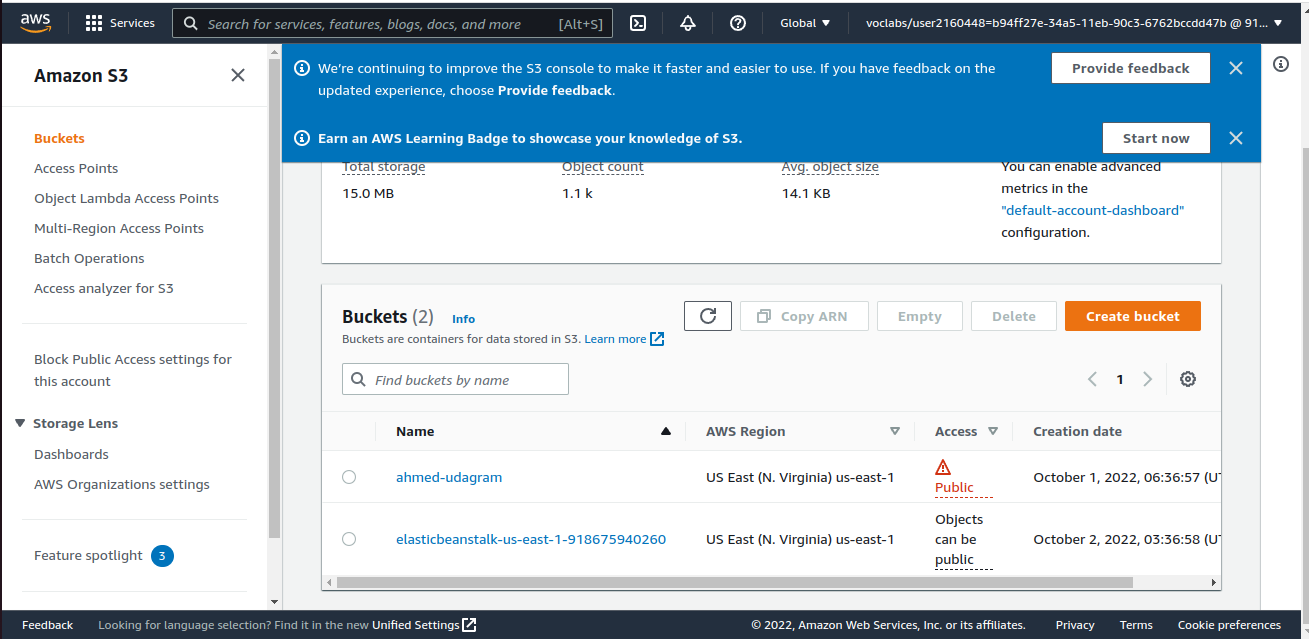 aws Services Search for services, features, blogs, docs, and more [Alt+S] Global voclabs/user2160448=b94ff27e-34a5-11eb-90c3-6762bccdd47b @ 91...
Amazon S3
Buckets
Access Points
Object Lambda Access Points
Multi-Region Access Points
Batch Operations
Access analyzer for S3
Block Public Access settings for
this account
Storage Lens
Dashboards
AWS Organizations settings
Feature spotlight 3
We're continuing to improve the S3 console to make it faster and easier to use. If you have feedback on the
updated experience, choose Provide feedback.
Provide feedback
Earn an AWS Learning Badge to showcase your knowledge of S3.
Start now
Total storage Object count Avg. object size
15.0 MB 1.1 k 14.1 KB
You can enable advanced
metrics in the
"default-account-dashboard"
configuration.
Buckets (2) Info
Buckets are containers for data stored in S3. Learn more
Copy ARN Empty Delete Create bucket
Find buckets by name
1
Name AWS Region Access Creation date
ahmed-udagram US East (N. Virginia) us-east-1 Public October 1, 2022, 06:36:57 (UT
elasticbeanstalk-us-east-1-918675940260 US East (N. Virginia) us-east-1 Objects
can be
public
October 2, 2022, 03:36:58 (UT
Feedback Looking for language selection? Find it in the new Unified Settings © 2022, Amazon Web Services, Inc. or its affiliates. Privacy Terms Cookie preferences